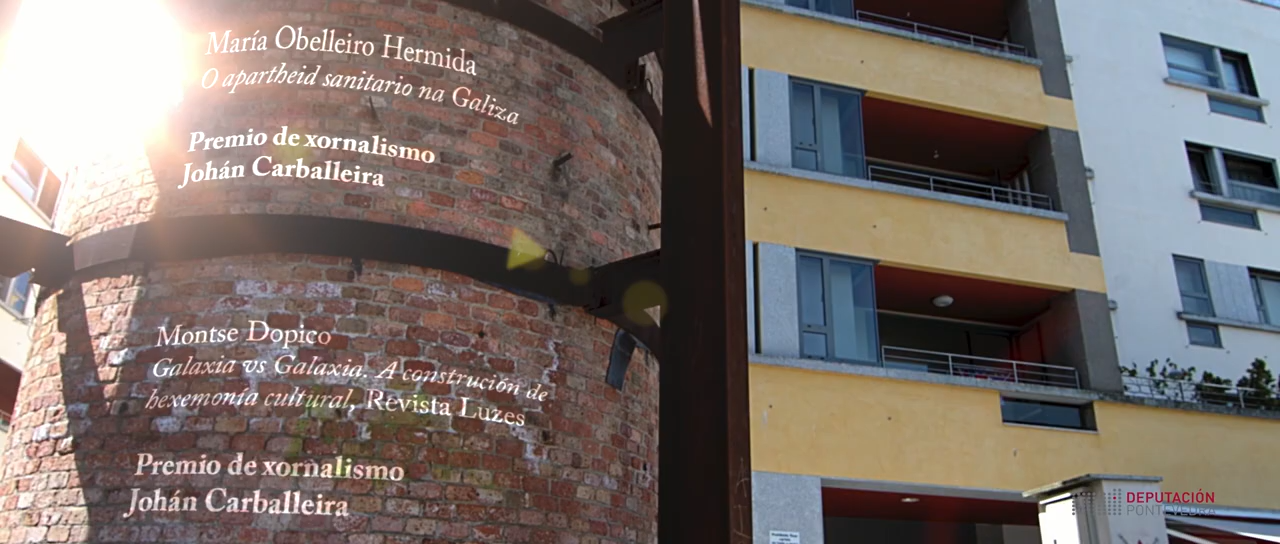 María Obelleiro Hermida
O apartheid sanitario na Galiza
Premio de xornalismo
Johán Carballeira
Montse Dopico
Galaxia vs Galaxia. A construción de
hexemonía cultural, Revista Luzes
Premio de xornalismo
Johán Carballeira
DEPUTACIÓN
PONTEVEDRA